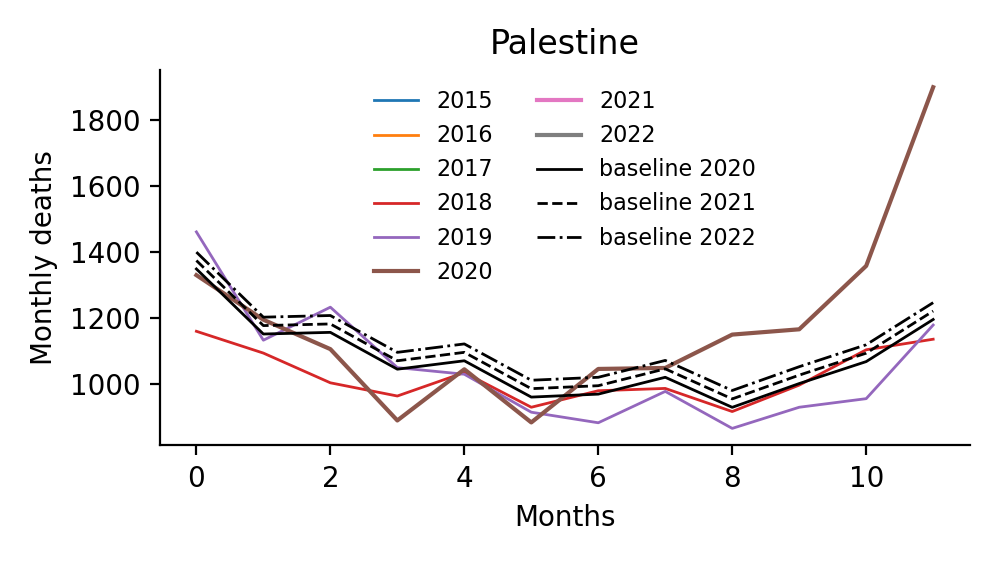 Palestine
Monthly deaths
1800
1600
1400
1200
1000
2015
2016
2017
2018
2019
2020
2021
2022
baseline 2020
baseline 2021
baseline 2022
0 2 4 6 8 10
Months